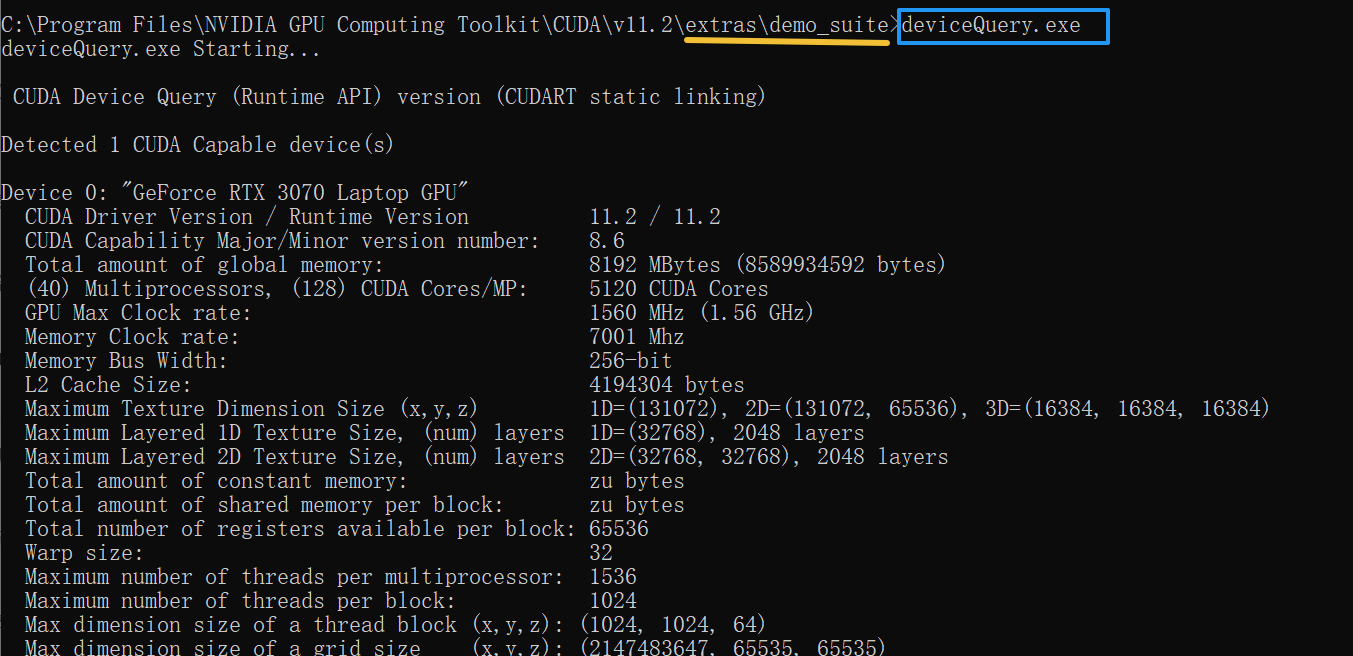 C:\Program Files\NVIDIA GPU Computing Toolkit\CUDA\v11.2\extras\demo_suite>deviceQuery.exe
deviceQuery.exe Starting...
CUDA Device Query (Runtime API) version (CUDART static linking)
Detected 1 CUDA Capable device(s)
Device 0: "GeForce RTX 3070 Laptop GPU"
CUDA Driver Version / Runtime Version 11.2 / 11.2
CUDA Capability Major/Minor version number: 8.6
Total amount of global memory: 8192 MBytes (8589934592 bytes)
(40) Multiprocessors, (128) CUDA Cores/MP: 5120 CUDA Cores
GPU Max Clock rate: 1560 MHz (1.56 GHz)
Memory Clock rate: 7001 Mhz
Memory Bus Width: 256-bit
L2 Cache Size: 4194304 bytes
Maximum Texture Dimension Size (x,y,z) 1D=(131072), 2D=(131072, 65536), 3D=(16384, 16384, 16384)
Maximum Layered 1D Texture Size, (num) layers 1D=(32768), 2048 layers
Maximum Layered 2D Texture Size, (num) layers 2D=(32768, 32768), 2048 layers
Total amount of constant memory: zu bytes
Total amount of shared memory per block: zu bytes
Total number of registers available per block: 65536
Warp size: 32
Maximum number of threads per multiprocessor: 1536
Maximum number of threads per block: 1024
Max dimension size of a thread block (x,y,z): (1024, 1024, 64)
Max dimension size of a grid size (x,y,z): (2147483647, 65535, 65535)